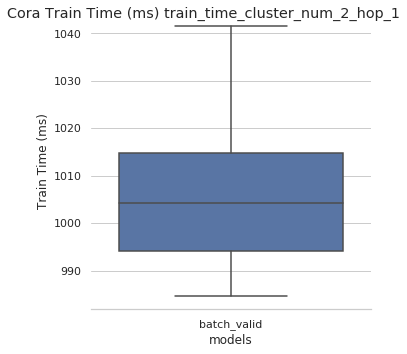 Cora Train Time (ms) train_time_cluster_num_2_hop_1
1040
1030
1020
1010
1000
990
Train Time (ms)
batch_valid
models